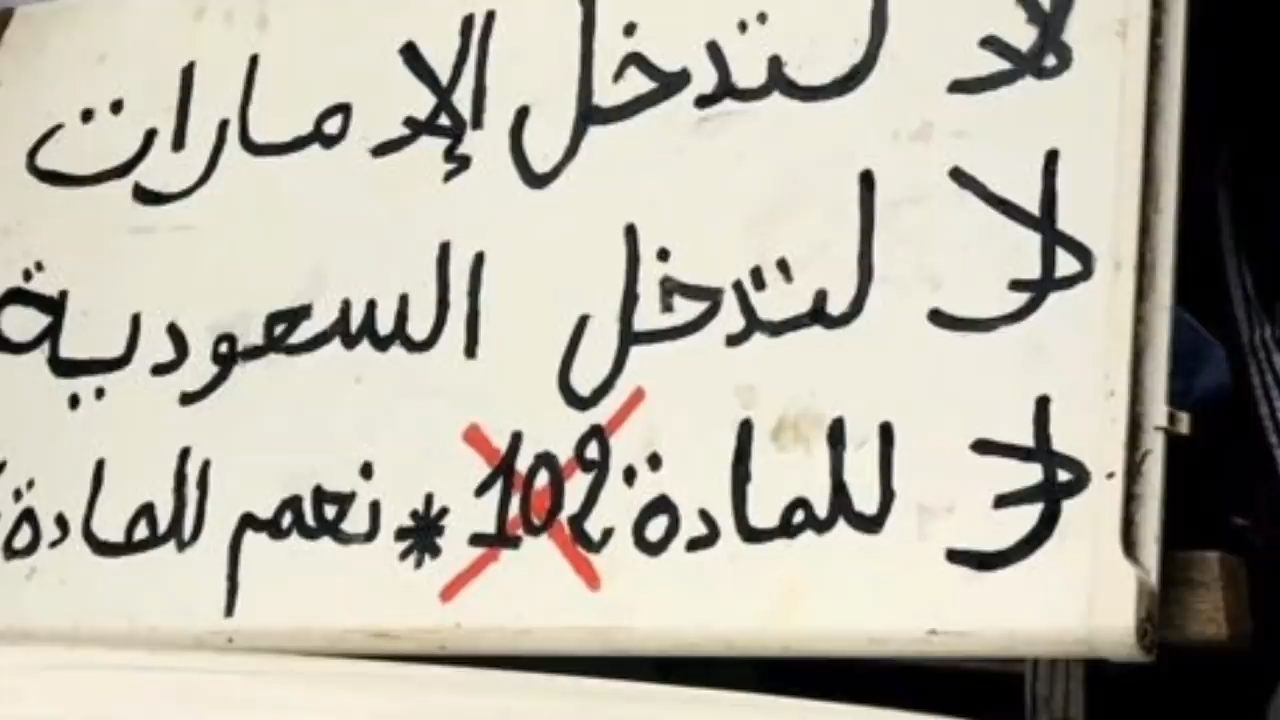 لا لتدخل الإمارات
لا لتدخل السعودية
لا للمادة 102 * نعم للمادة